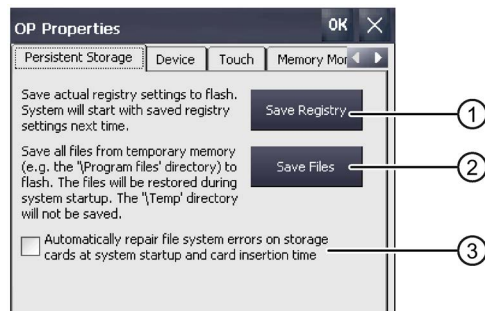 OP Properties OK
Persistent Storage Device Touch Memory Mor
Save actual registry settings to flash.
System will start with saved registry
settings next time.
Save Registry
1
Save all files from temporary memory
(e.g. the '\Program files' directory) to
flash. The files will be restored during
system startup. The '\Temp' directory
will not be saved.
Save Files
2
Automatically repair file system errors on storage
cards at system startup and card insertion time
3